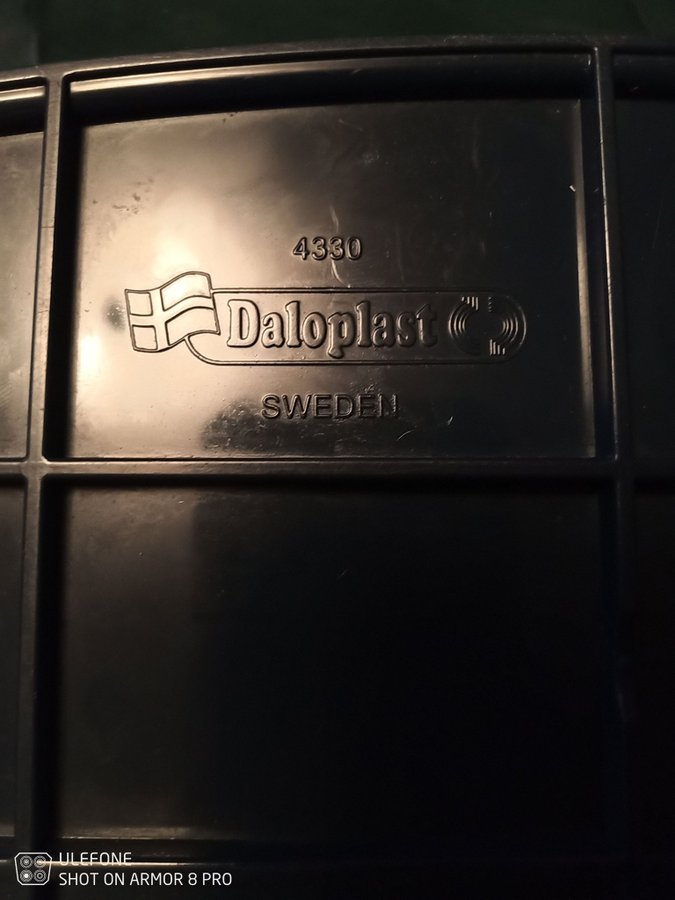 4330
Daloplast
SWEDEN
ULEFONE
SHOT ON ARMOR 8 PRO